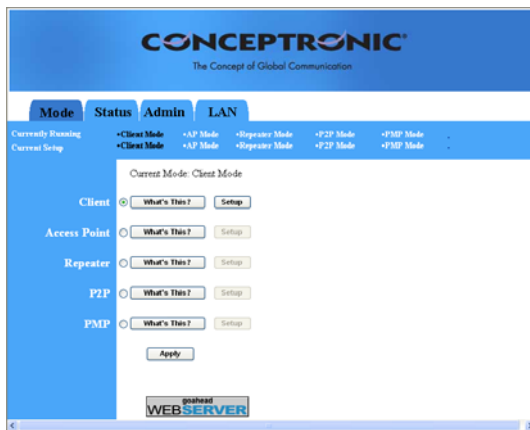 CONCEPTRONIC®
The Concept of Global Communication
Mode Status Admin LAN
Currently Running •Client Mode •AP Mode •Repeater Mode •P2P Mode •PMP Mode
Current Setup •Client Mode •AP Mode •Repeater Mode •P2P Mode •PMP Mode
Current Mode: Client Mode
Client What's This? Setup
Access Point What's This? Setup
Repeater What's This? Setup
P2P What's This? Setup
PMP What's This? Setup
Apply
goahead
WEBSERVER